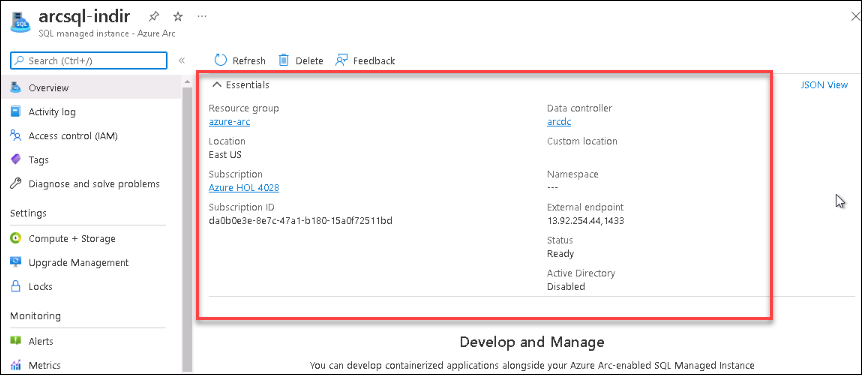 arcsql-indir
SQL managed instance - Azure Arc
Search (Ctrl+/)
Overview
Activity log
Access control (IAM)
Tags
Diagnose and solve problems
Settings
Compute + Storage
Upgrade Management
Locks
Monitoring
Alerts
Metrics
Refresh
Delete
Feedback
Essentials
JSON View
Resource group
azure-arc
Location
East US
Subscription
Azure HOL 4028
Subscription ID
da0b0e3e-8e7c-47a1-b180-15a0f72511bd
Data controller
arcdc
Custom location
Namespace
---
External endpoint
13.92.254.44,1433
Status
Ready
Active Directory
Disabled
Develop and Manage
You can develop containerized applications alongside your Azure Arc-enabled SQL Managed Instance